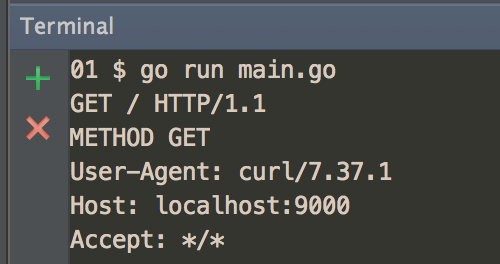 Terminal
01 $ go run main.go
GET / HTTP/1.1
METHOD GET
User-Agent: curl/7.37.1
Host: localhost:9000
Accept: */*